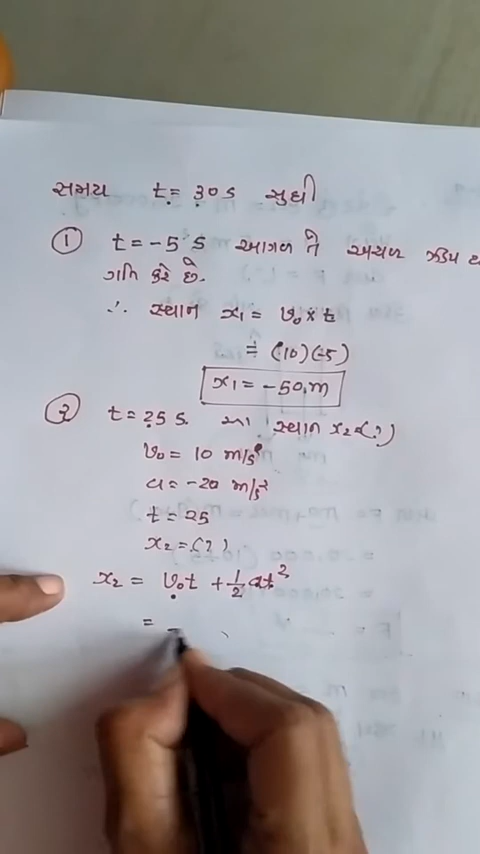 સમય t = 30 s સુધી
① t = -5 s આગળ તે અચળ ઝડપ
ગતિ કરે છે.
∴ સ્થાન x₁ = v₀ × t
= (10)(-5)
x₁ = -50 m
② t = 25 s. આ સ્થાન x₂ = (?)
v₀ = 10 m/s
a = -20 m/s²
t = 25
x₂ = (?)
x₂ = v₀t + ½at²
=